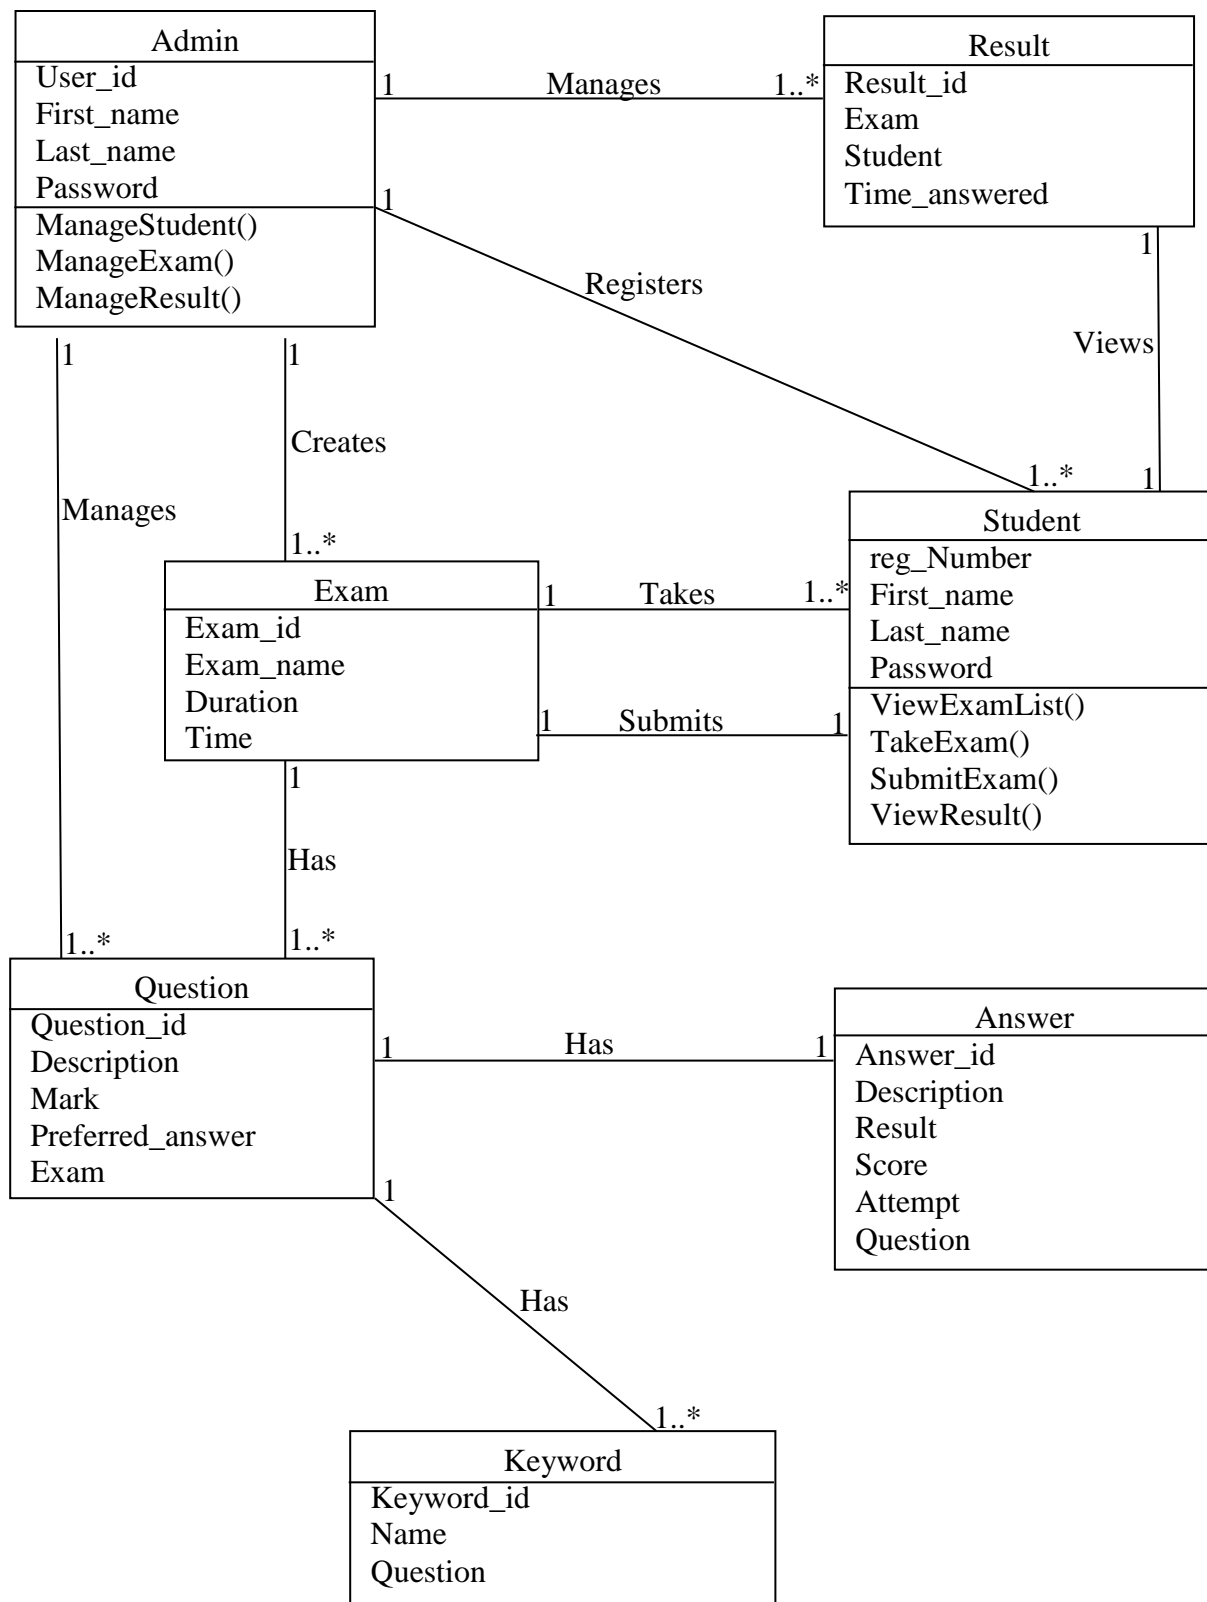 Admin
User_id
First_name
Last_name
Password
ManageStudent()
ManageExam()
ManageResult()
1 Manages 1..*
Result
Result_id
Exam
Student
Time_answered
1
Registers
1..*
1
Views
1
1
Manages
1..*
1
Creates
1..*
Exam
Exam_id
Exam_name
Duration
Time
1 Takes 1..*
1 Submits 1
Student
reg_Number
First_name
Last_name
Password
ViewExamList()
TakeExam()
SubmitExam()
ViewResult()
1
Has
1..*
Question
Question_id
Description
Mark
Preferred_answer
Exam
1 Has 1
Answer
Answer_id
Description
Result
Score
Attempt
Question
1
Has
1..*
Keyword
Keyword_id
Name
Question